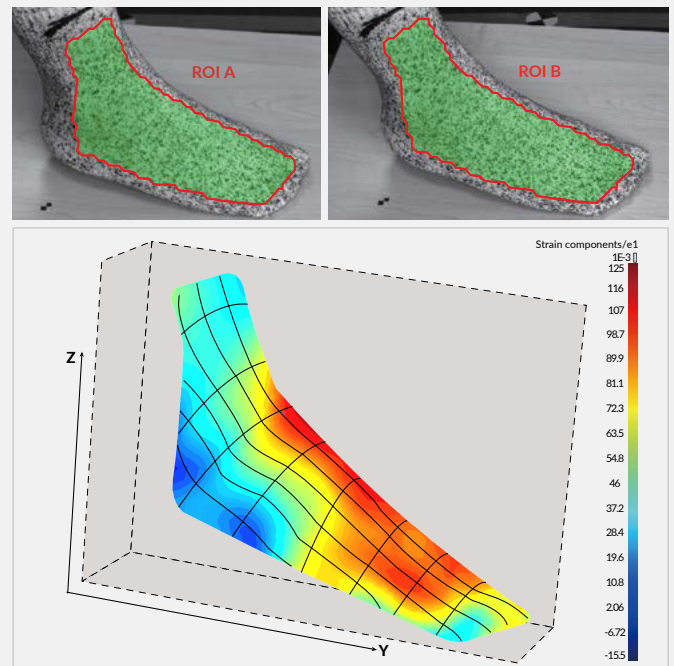 ROI A
ROI B
Strain components/e1
1E-3 []
125
116
107
98.7
89.9
81.1
72.3
63.5
54.8
46
37.2
28.4
19.6
10.8
2.06
-6.72
-15.5
Z
Y